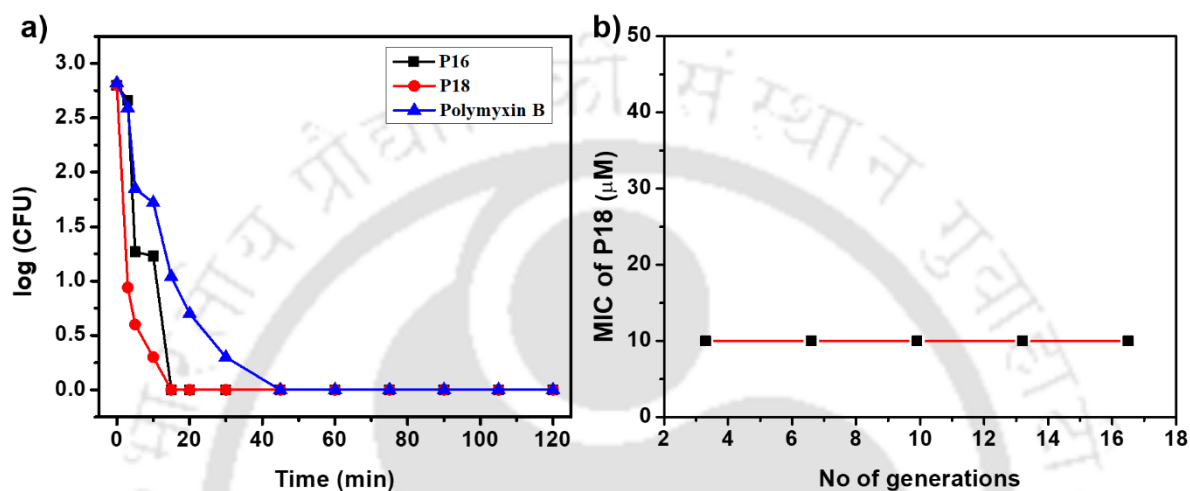 a)
P16
P18
Polymyxin B
3.0
2.5
2.0
1.5
1.0
0.5
0.0
log (CFU)
0 20 40 60 80 100 120
Time (min)
b)
50
40
30
20
10
0
MIC of P18 (μM)
2 4 6 8 10 12 14 16 18
No of generations